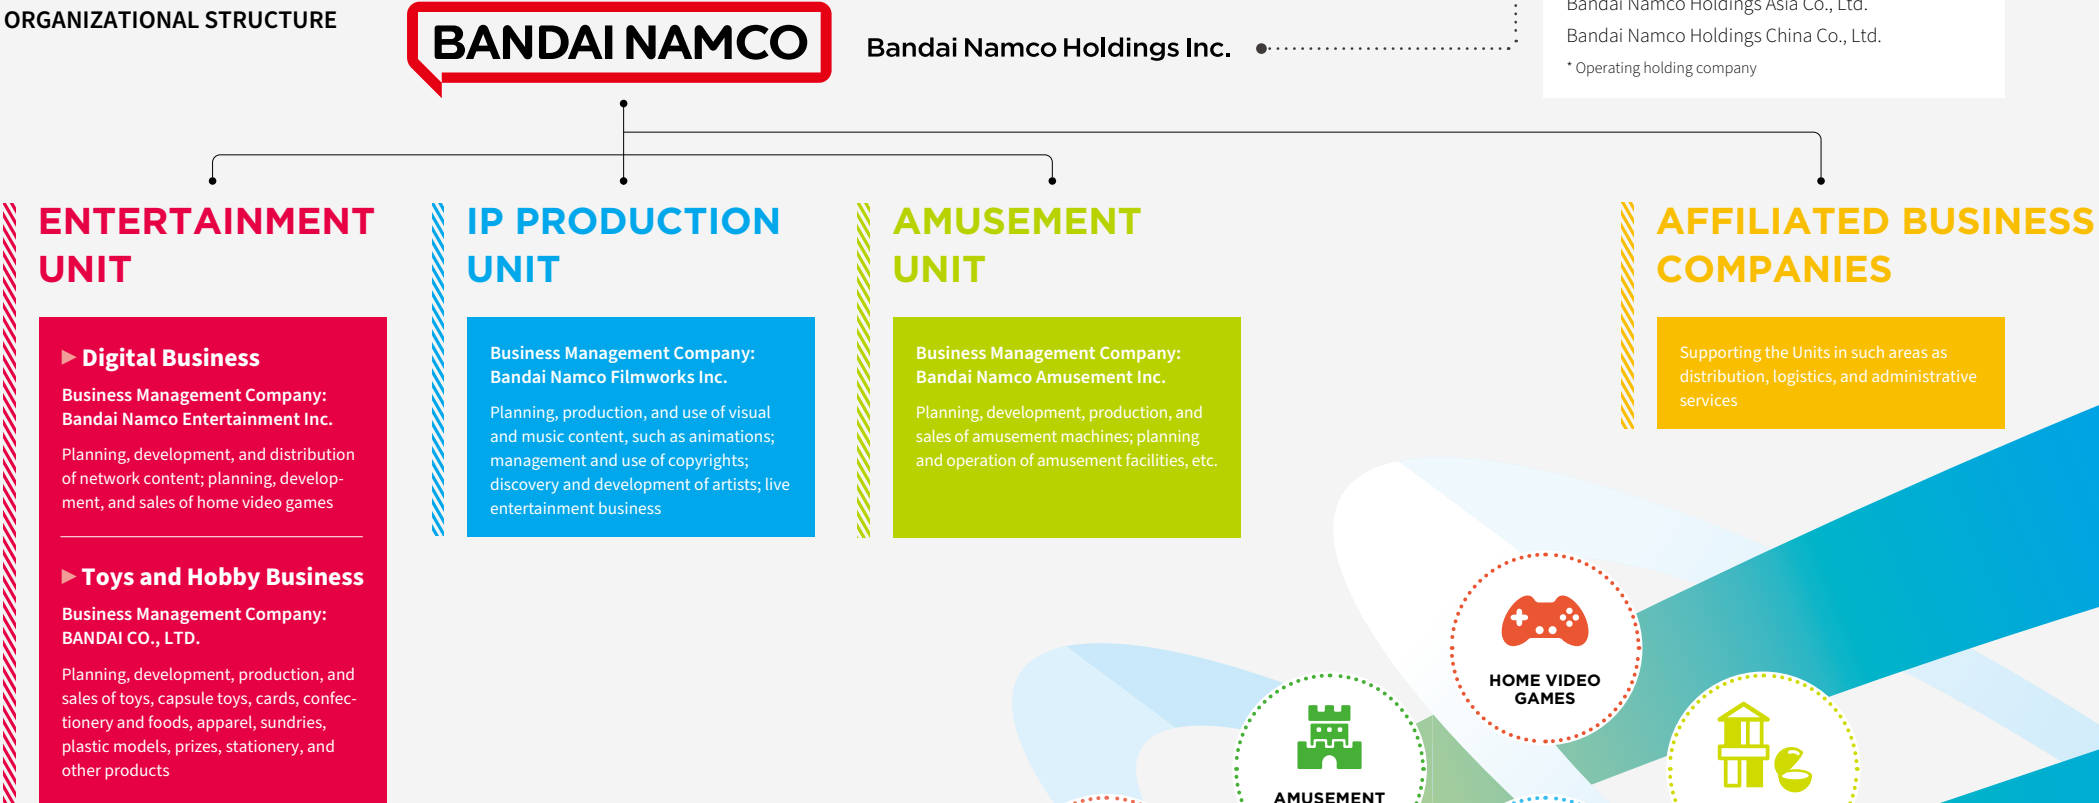 ORGANIZATIONAL STRUCTURE
BANDAI NAMCO
Bandai Namco Holdings Inc.
Bandai Namco Holdings Asia Co., Ltd.
Bandai Namco Holdings China Co., Ltd.
* Operating holding company
ENTERTAINMENT
UNIT
Digital Business
Business Management Company:
Bandai Namco Entertainment Inc.
Planning, development, and distribution
of network content; planning, develop-
ment, and sales of home video games
Toys and Hobby Business
Business Management Company:
BANDAI CO., LTD.
Planning, development, production, and
sales of toys, capsule toys, cards, confec-
tionery and foods, apparel, sundries,
plastic models, prizes, stationery, and
other products
IP PRODUCTION
UNIT
Business Management Company:
Bandai Namco Filmworks Inc.
Planning, production, and use of visual
and music content, such as animations;
management and use of copyrights;
discovery and development of artists; live
entertainment business
AMUSEMENT
UNIT
Business Management Company:
Bandai Namco Amusement Inc.
Planning, development, production, and
sales of amusement machines; planning
and operation of amusement facilities, etc.
AFFILIATED BUSINESS
COMPANIES
Supporting the Units in such areas as
distribution, logistics, and administrative
services
HOME VIDEO
GAMES
AMUSEMENT